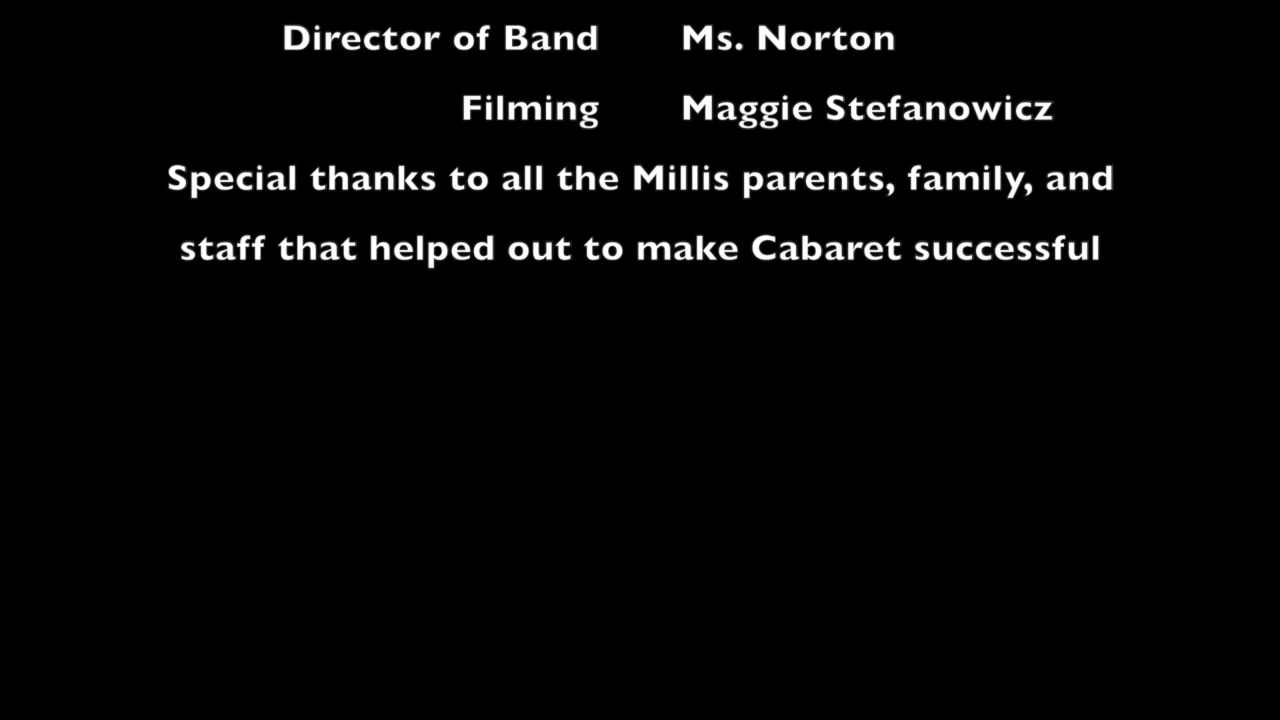 Director of Band Ms. Norton
Filming Maggie Stefanowicz
Special thanks to all the Millis parents, family, and
staff that helped out to make Cabaret successful